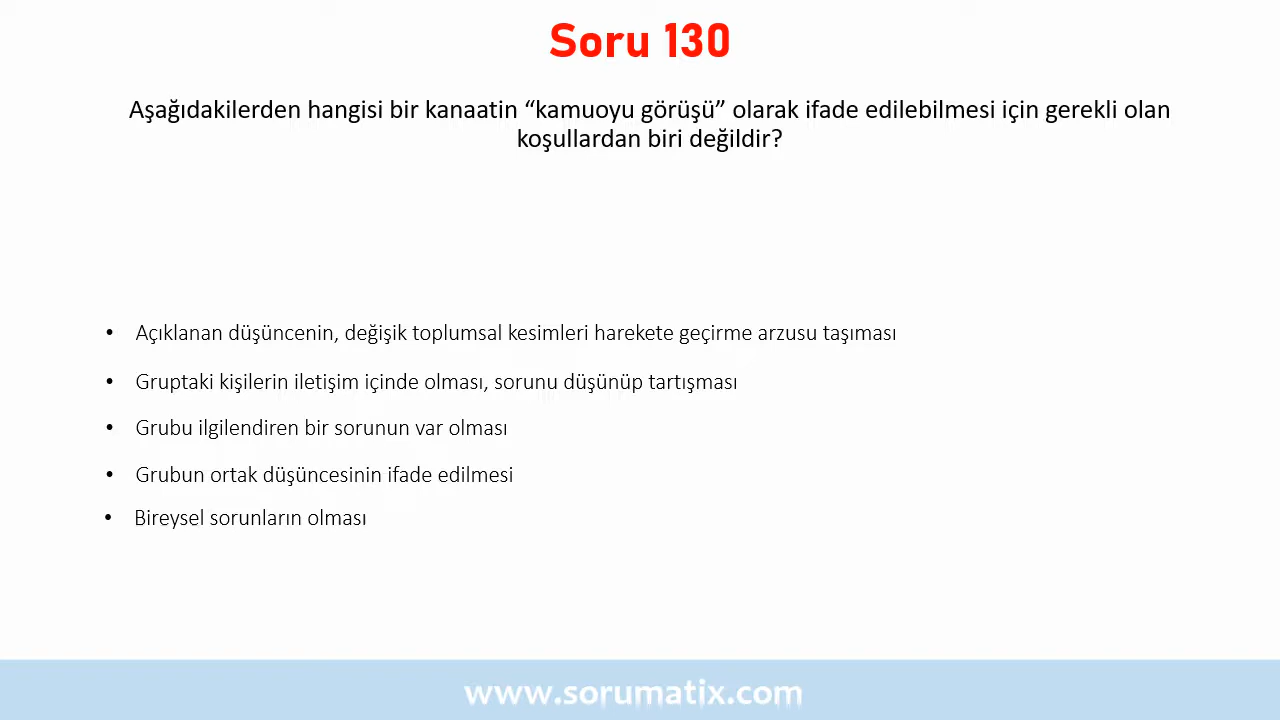 Soru 130
Aşağıdakilerden hangisi bir kanaatin “kamuoyu görüşü” olarak ifade edilebilmesi için gerekli olan
koşullardan biri değildir?
• Açıklanan düşüncenin, değişik toplumsal kesimleri harekete geçirme arzusu taşıması
• Gruptaki kişilerin iletişim içinde olması, sorunu düşünüp tartışması
• Grubu ilgilendiren bir sorunun var olması
• Grubun ortak düşüncesinin ifade edilmesi
• Bireysel sorunların olması
www.sorumatix.com